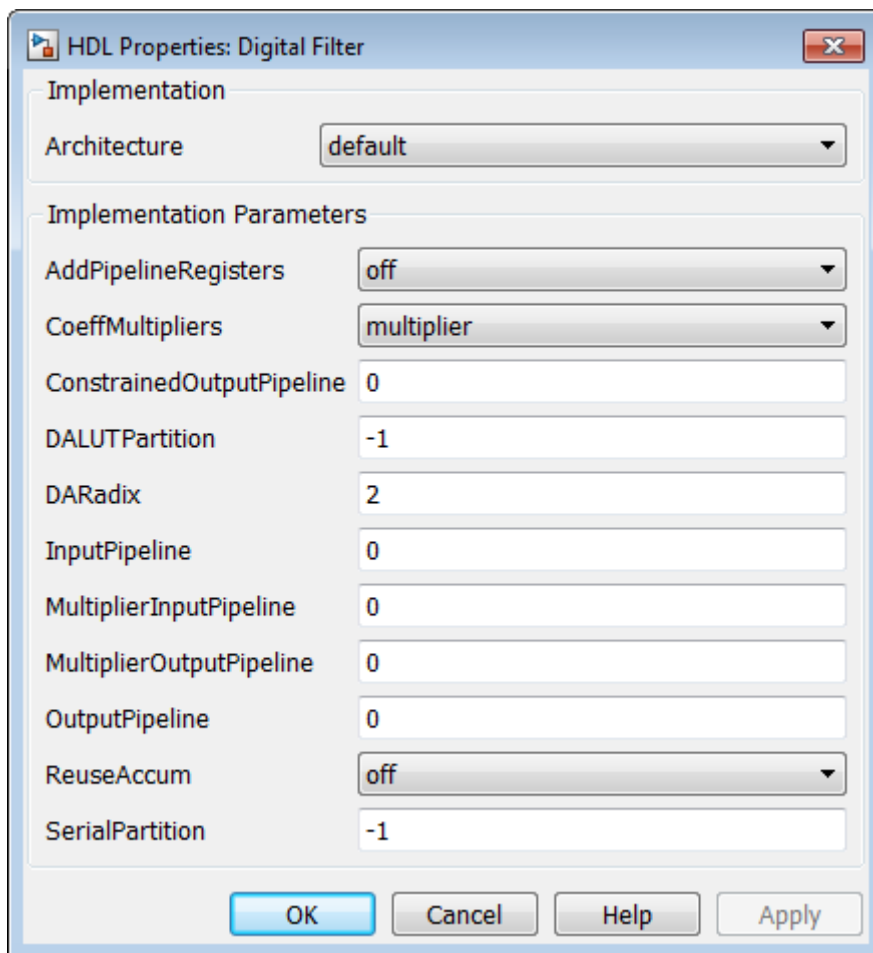 HDL Properties: Digital Filter
Implementation
Architecture default
Implementation Parameters
AddPipelineRegisters off
CoeffMultipliers multiplier
ConstrainedOutputPipeline 0
DALUTPartition -1
DARadix 2
InputPipeline 0
MultiplierInputPipeline 0
MultiplierOutputPipeline 0
OutputPipeline 0
ReuseAccum off
SerialPartition -1
OK Cancel Help Apply